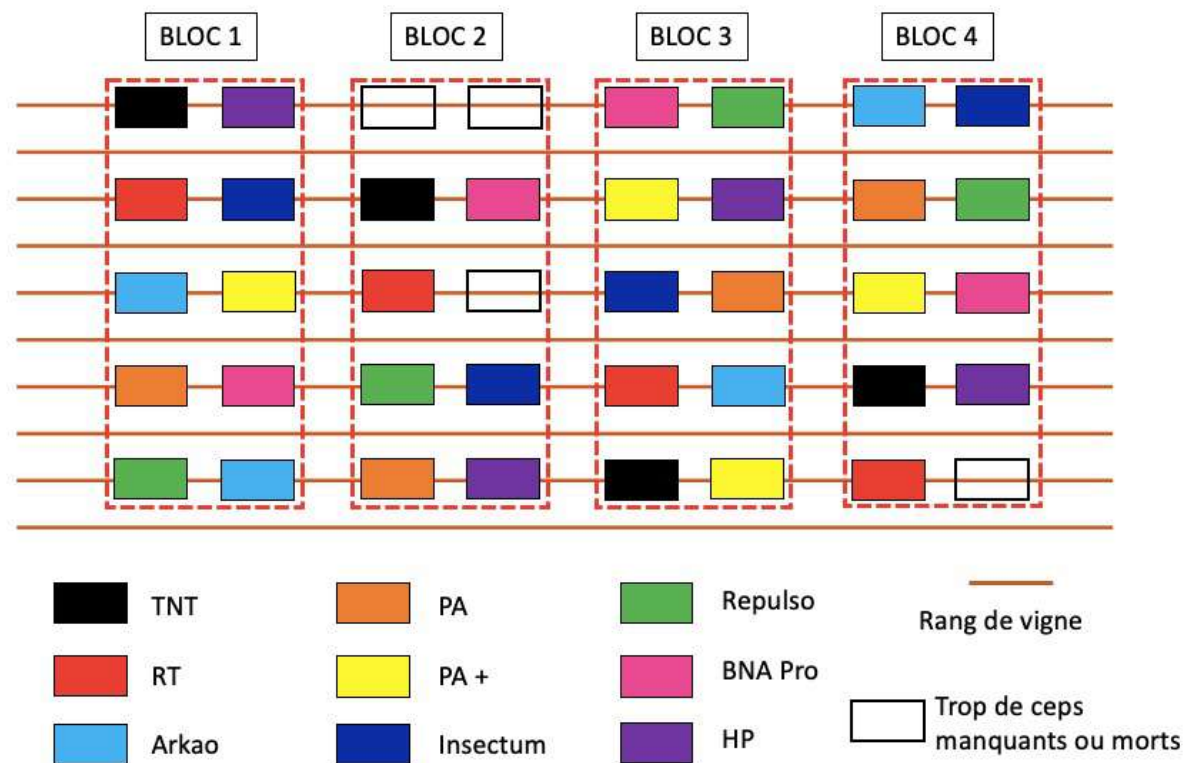 BLOC 1
BLOC 2
BLOC 3
BLOC 4
TNT
PA
Repulso
Rang de vigne
RT
PA +
BNA Pro
Trop de ceps
manquants ou morts
Arkao
Insectum
HP